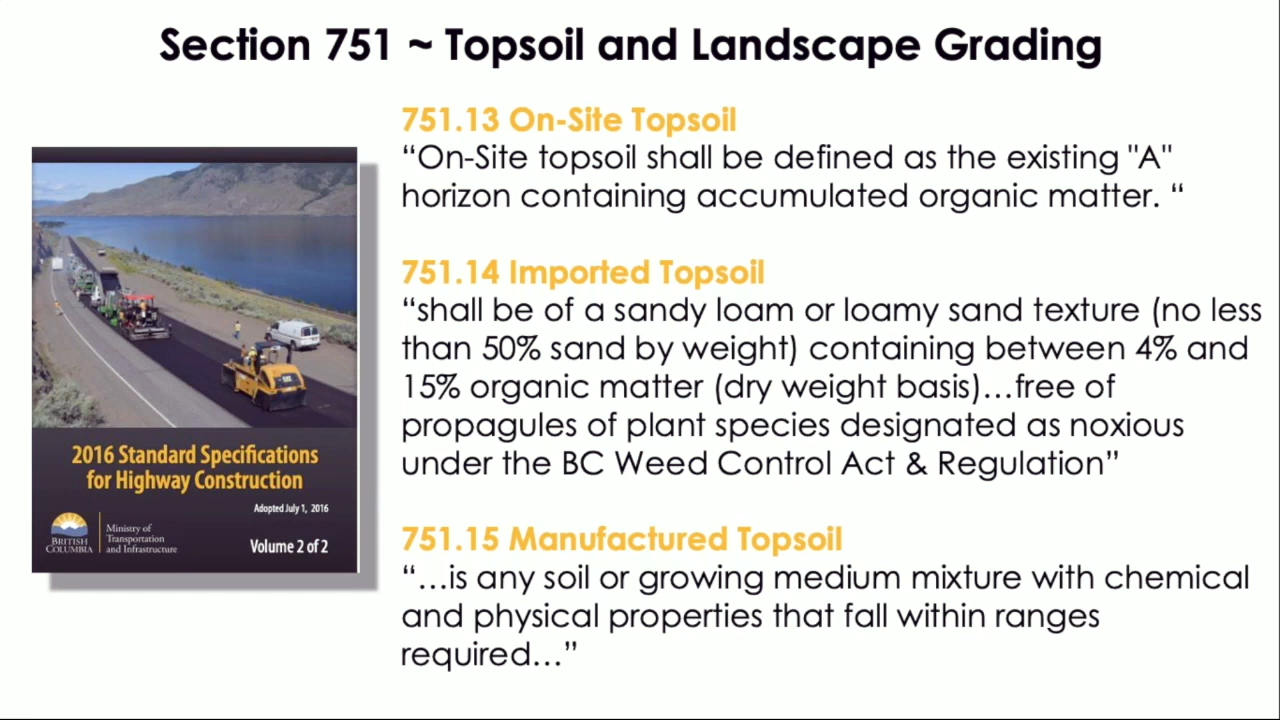 Section 751 ~ Topsoil and Landscape Grading
751.13 On-Site Topsoil
“On-Site topsoil shall be defined as the existing "A"
horizon containing accumulated organic matter. “
751.14 Imported Topsoil
“shall be of a sandy loam or loamy sand texture (no less
than 50% sand by weight) containing between 4% and
15% organic matter (dry weight basis)…free of
propagules of plant species designated as noxious
under the BC Weed Control Act & Regulation”
751.15 Manufactured Topsoil
“…is any soil or growing medium mixture with chemical
and physical properties that fall within ranges
required…”
2016 Standard Specifications
for Highway Construction
Adopted July 1, 2016
BRITISH
COLUMBIA
Ministry of
Transportation
and Infrastructure
Volume 2 of 2